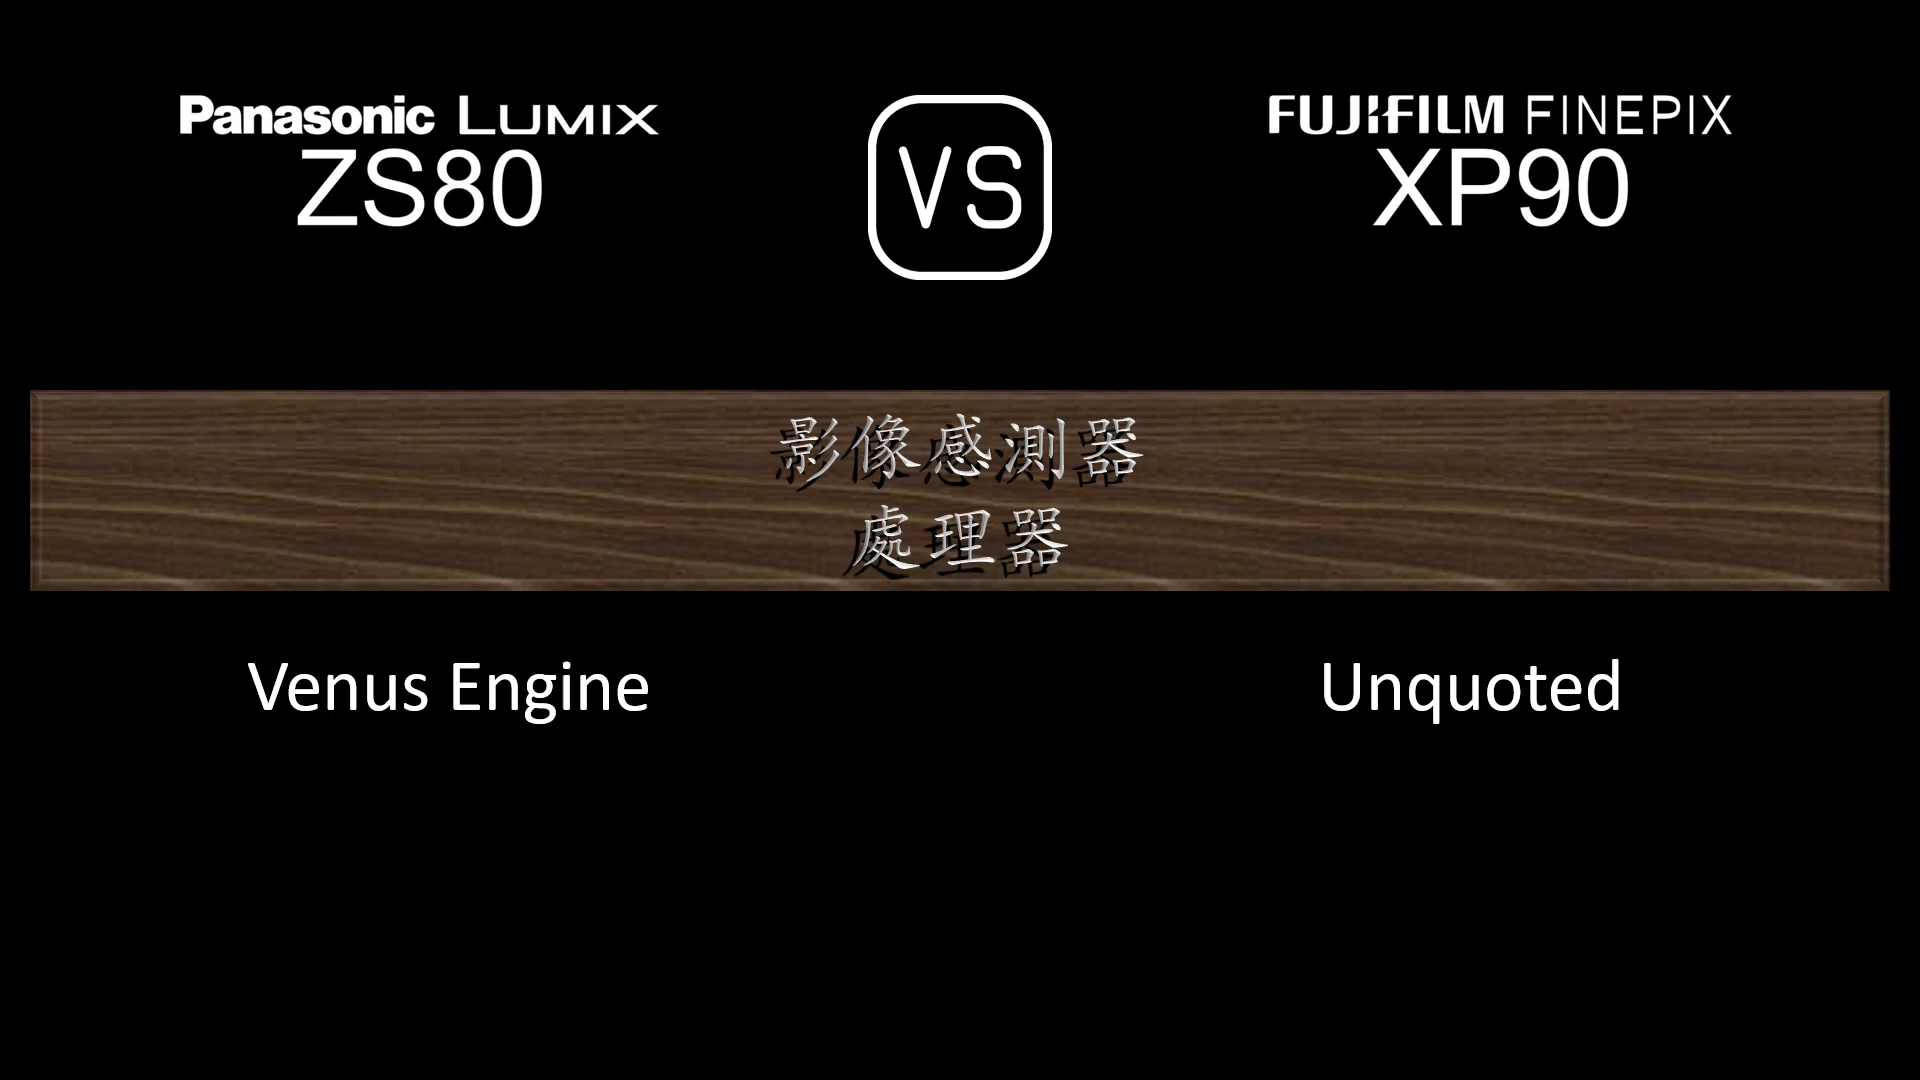 Panasonic LUMIX
ZS80
VS
FUJIFILM FINEPIX
XP90
影像感測器
處理器
Venus Engine
Unquoted